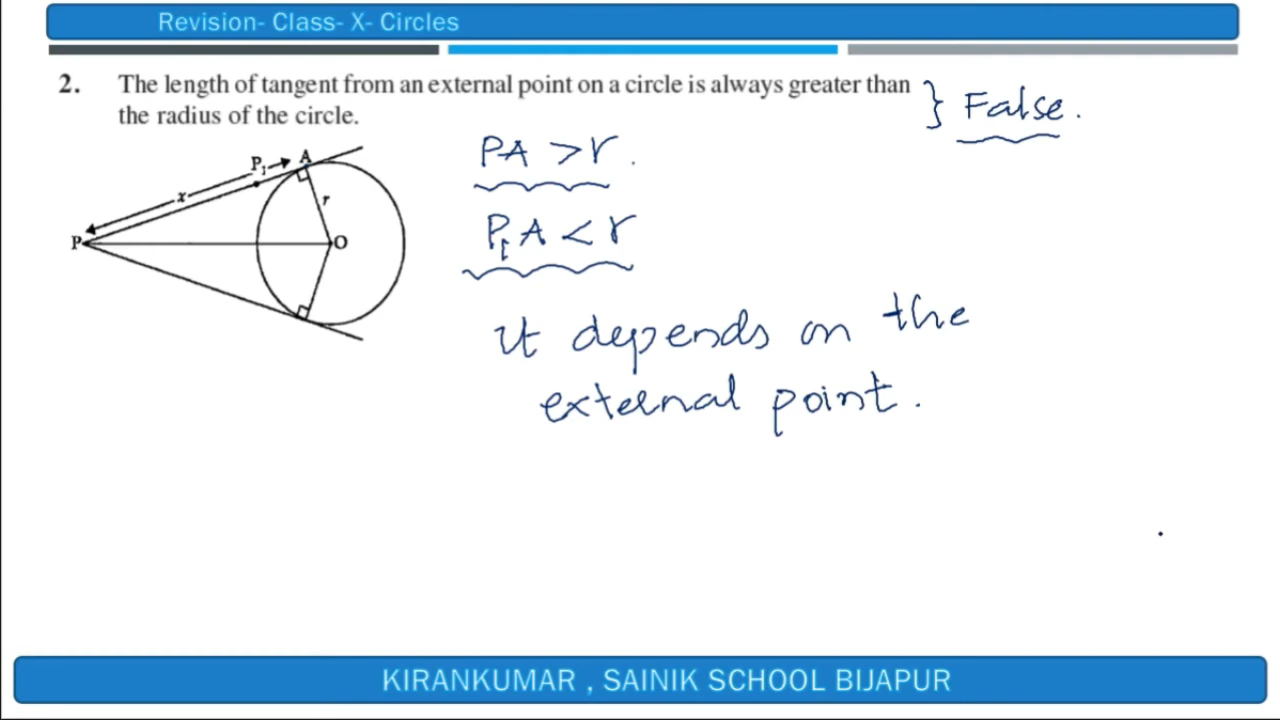 Revision- Class- X- Circles
2. The length of tangent from an external point on a circle is always greater than
the radius of the circle.
} False.
PA > r.
P₁A < r
it depends on the
external point.
P₁ A
x
r
P
O
KIRANKUMAR , SAINIK SCHOOL BIJAPUR